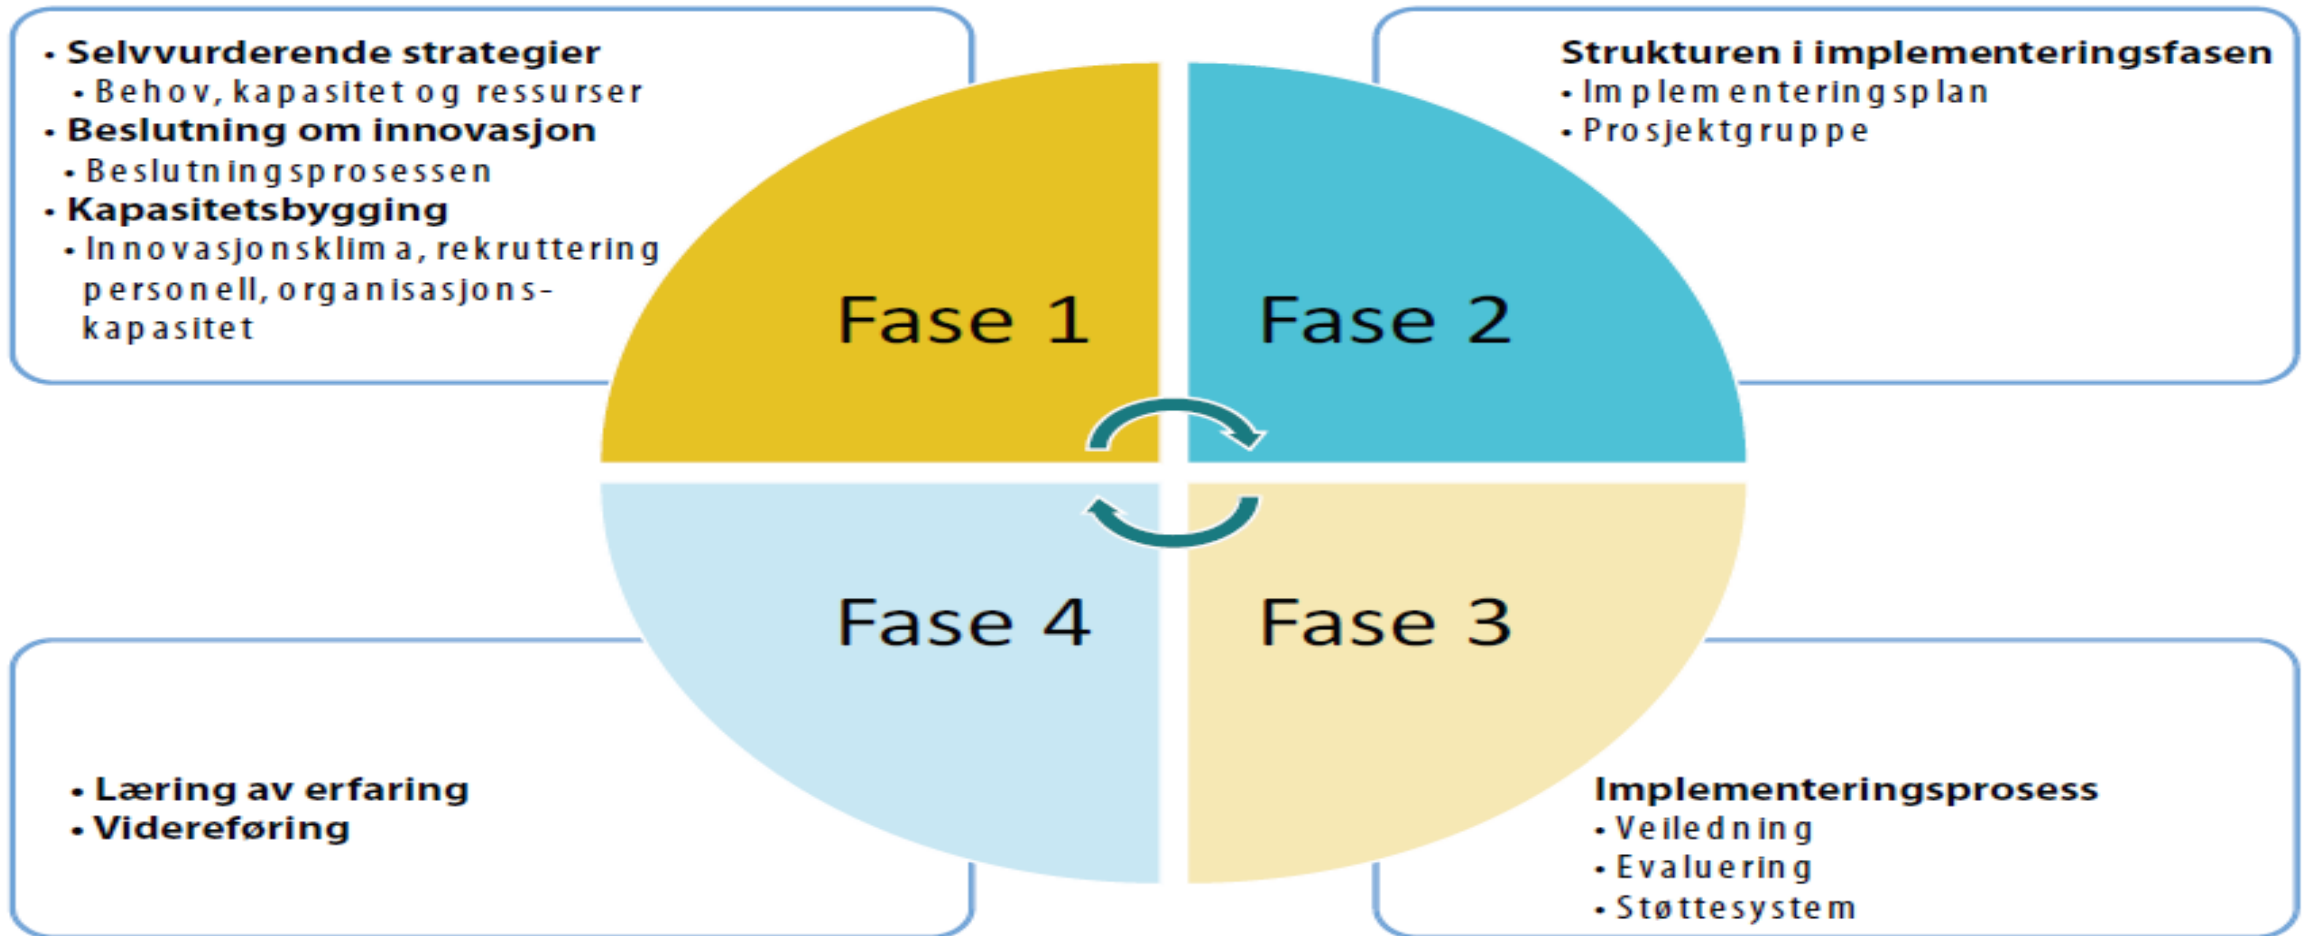 • Selvvurderende strategier
• Behov, kapasitet og ressurser
• Beslutning om innovasjon
• Beslutningsprosessen
• Kapasitetsbygging
• Innovasjonsklima, rekruttering
personell, organisasjons-
kapasitet
Strukturen i implementeringsfasen
• Implementeringsplan
• Prosjektgruppe
Fase 1
Fase 2
Fase 4
Fase 3
• Læring av erfaring
• Videreføring
Implementeringsprosess
• Veiledning
• Evaluering
• Støttesystem